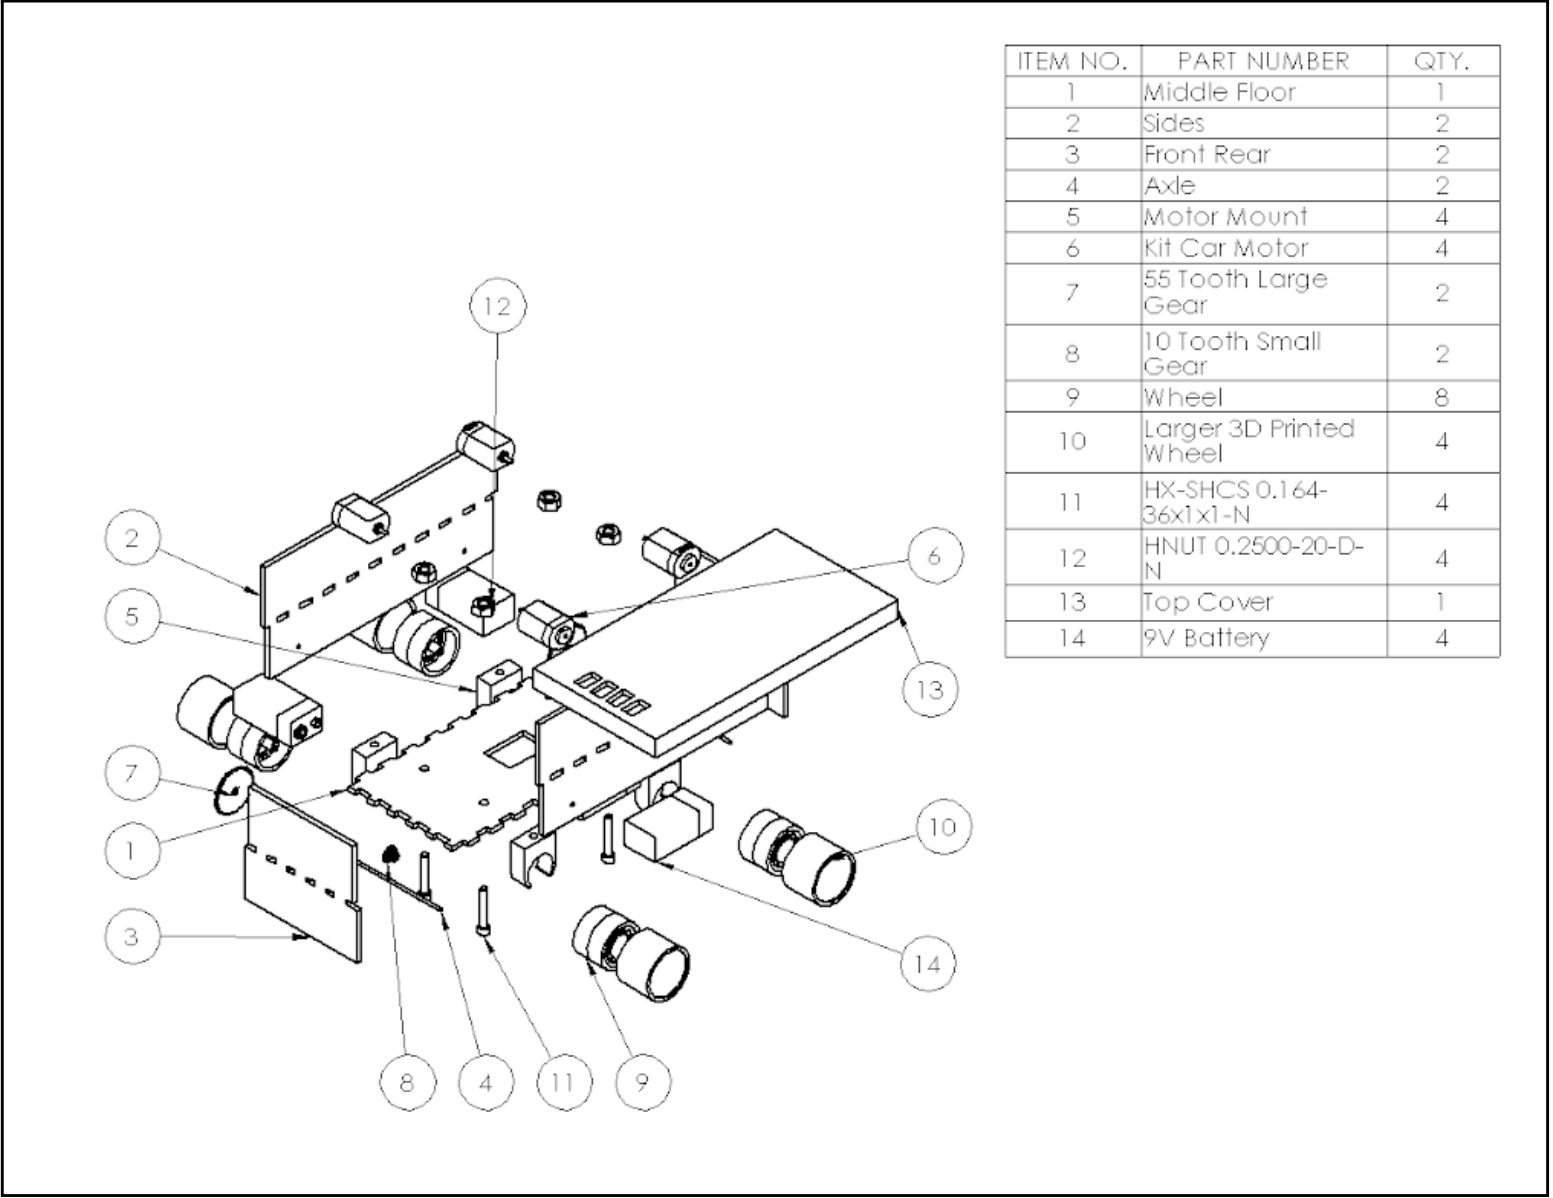 ITEM NO. PART NUMBER QTY.
1 Middle Floor 1
2 Sides 2
3 Front Rear 2
4 Axle 2
5 Motor Mount 4
6 Kit Car Motor 4
7 55 Tooth Large 2
Gear
8 10 Tooth Small 2
Gear
9 Wheel 8
10 Larger 3D Printed 4
Wheel
11 HX-SHCS 0.164- 4
36x1x1-N
12 HNUT 0.2500-20-D- 4
N
13 Top Cover 1
14 9V Battery 4
12
2
6
5
13
7
10
1
3
14
8
4
11
9